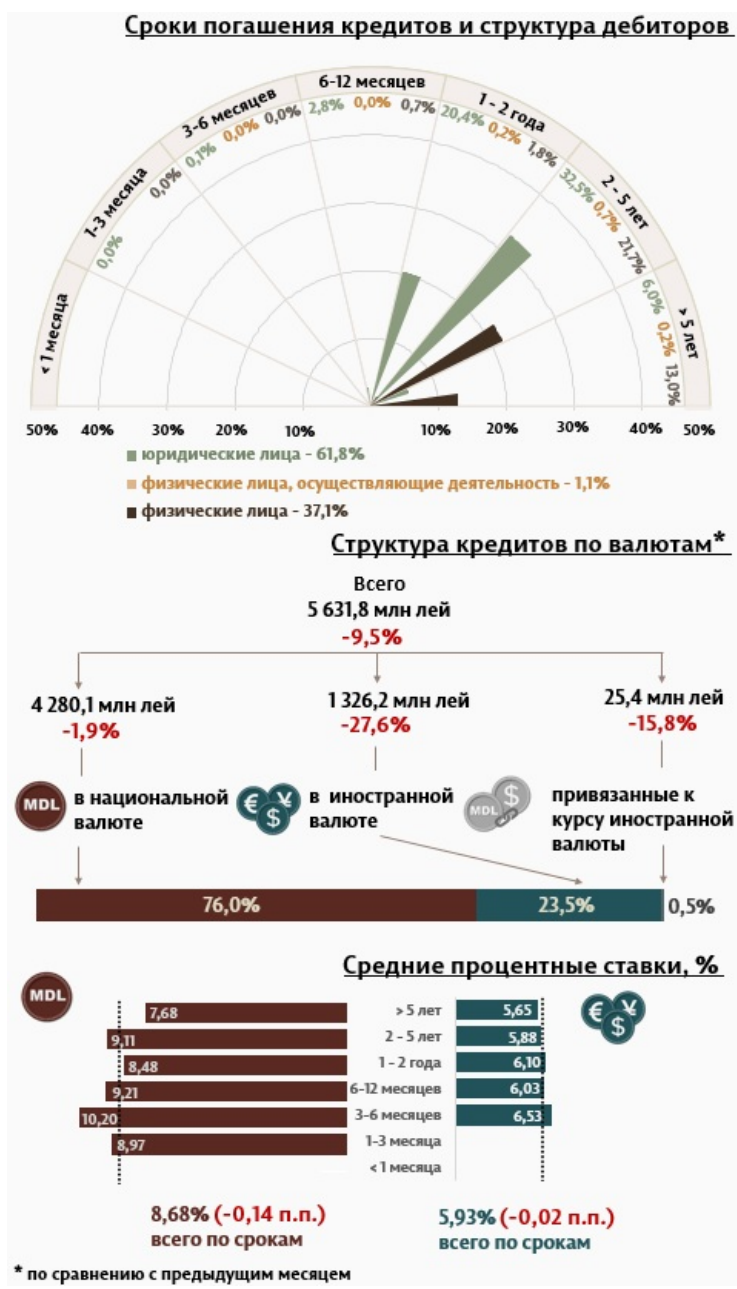 Сроки погашения кредитов и структура дебиторов
< 1 месяца
1-3 месяца
3-6 месяцев
6-12 месяцев
1 - 2 года
2 - 5 лет
> 5 лет
0,0%
0,0%
0,1%
0,0%
0,0%
2,8%
0,0%
0,7%
20,4%
0,2%
1,8%
32,5%
0,7%
21,7%
6,0%
0,2%
13,0%
50% 40% 30% 20% 10% 10% 20% 30% 40% 50%
юридические лица - 61,8%
физические лица, осуществляющие деятельность - 1,1%
физические лица - 37,1%
Структура кредитов по валютам*
Всего
5 631,8 млн лей
-9,5%
4 280,1 млн лей 1 326,2 млн лей 25,4 млн лей
-1,9% -27,6% -15,8%
MDL в национальной валюте
€ ¥ $ в иностранной валюте
MDL $ привязанные к
курсу иностранной
валюты
76,0% 23,5% 0,5%
Средние процентные ставки, %
MDL
€ ¥ $
7,68 > 5 лет 5,65
9,11 2 - 5 лет 5,88
8,48 1 - 2 года 6,10
9,21 6-12 месяцев 6,03
10,20 3-6 месяцев 6,53
8,97 1-3 месяца
< 1 месяца
8,68% (-0,14 п.п.)
всего по срокам
5,93% (-0,02 п.п.)
всего по срокам
* по сравнению с предыдущим месяцем